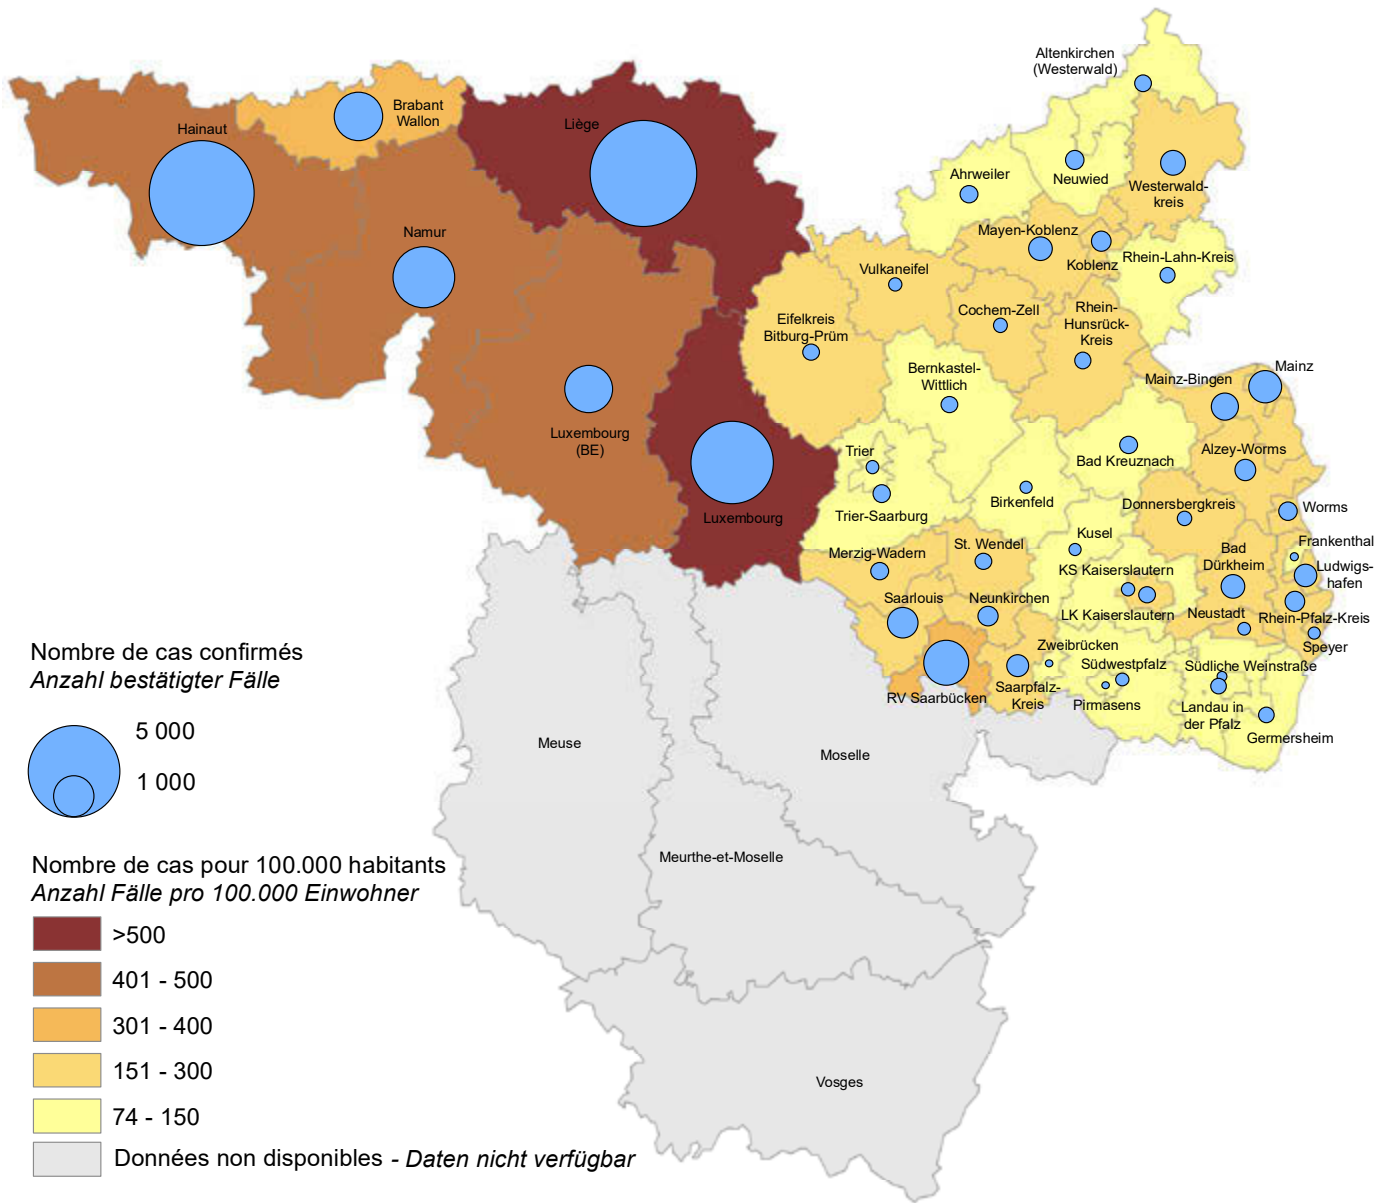 Altenkirchen
(Westerwald)
Brabant
Wallon
Hainaut
Liège
Ahrweiler
Neuwied
Westerwald-
kreis
Namur
Mayen-Koblenz
Koblenz
Rhein-Lahn-Kreis
Vulkaneifel
Eifelkreis
Bitburg-Prüm
Cochem-Zell
Rhein-
Hunsrück-
Kreis
Bernkastel-
Wittlich
Mainz-Bingen
Mainz
Luxembourg
(BE)
Trier
Bad Kreuznach
Alzey-Worms
Birkenfeld
Donnersbergkreis
Worms
Luxembourg
Trier-Saarburg
Kusel
Frankenthal
Merzig-Wadern
St. Wendel
KS Kaiserslautern
Bad
Dürkheim
Ludwigs-
hafen
Saarlouis
Neunkirchen
LK Kaiserslautern
Neustadt
Rhein-Pfalz-Kreis
Speyer
Zweibrücken
Südwestpfalz
Südliche Weinstraße
RV Saarbücken
Saarpfalz-
Kreis
Pirmasens
Landau in
der Pfalz
Germersheim
Meuse
Moselle
Meurthe-et-Moselle
Vosges
Nombre de cas confirmés
Anzahl bestätigter Fälle
5 000
1 000
Nombre de cas pour 100.000 habitants
Anzahl Fälle pro 100.000 Einwohner
>500
401 - 500
301 - 400
151 - 300
74 - 150
Données non disponibles - Daten nicht verfügbar